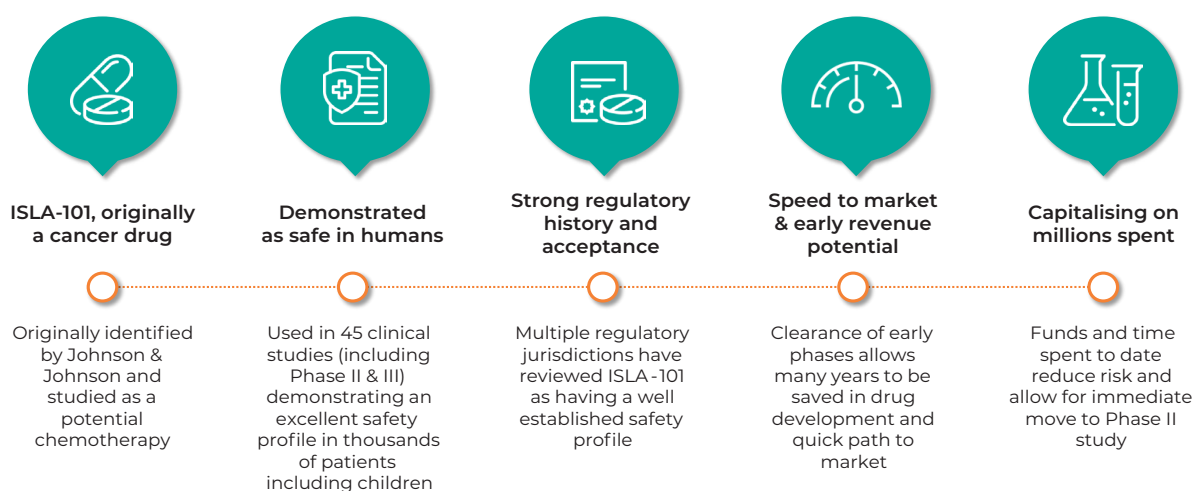 ISLA-101, originally
a cancer drug
Originally identified
by Johnson &
Johnson and
studied as a
potential
chemotherapy
Demonstrated
as safe in humans
Used in 45 clinical
studies (including
Phase II & III)
demonstrating an
excellent safety
profile in thousands
of patients
including children
Strong regulatory
history and
acceptance
Multiple regulatory
jurisdictions have
reviewed ISLA-101
as having a well
established safety
profile
Speed to market
& early revenue
potential
Clearance of early
phases allows
many years to be
saved in drug
development and
quick path to
market
Capitalising on
millions spent
Funds and time
spent to date
reduce risk and
allow for immediate
move to Phase II
study